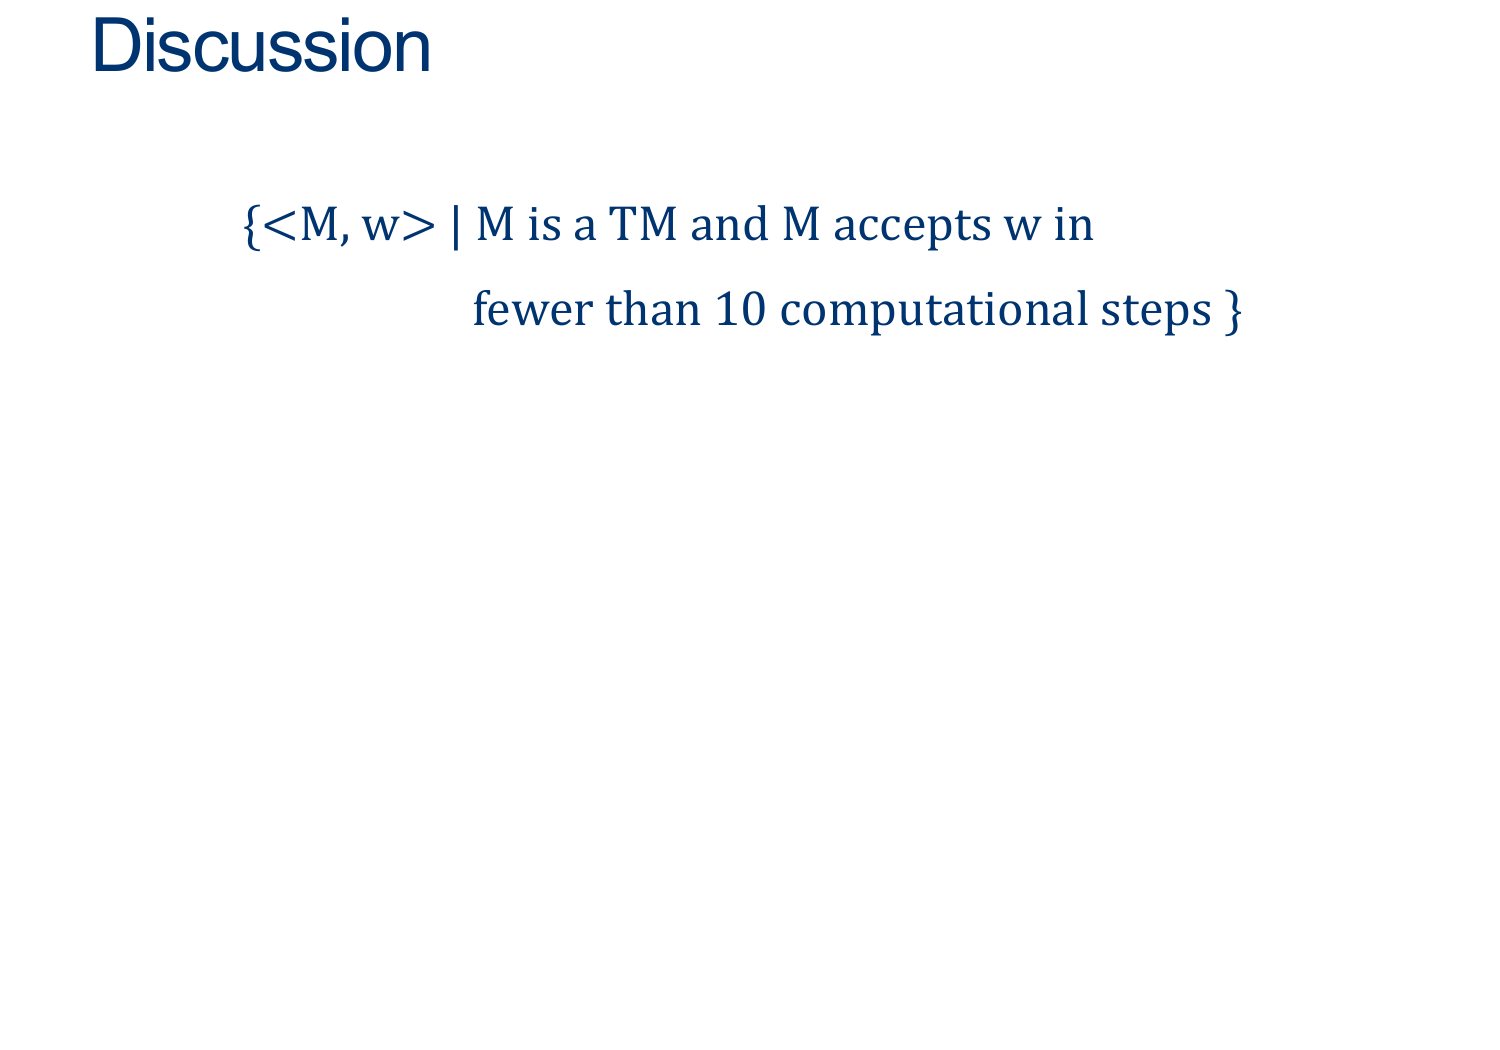 Discussion
{<M, w> | M is a TM and M accepts w in
fewer than 10 computational steps }